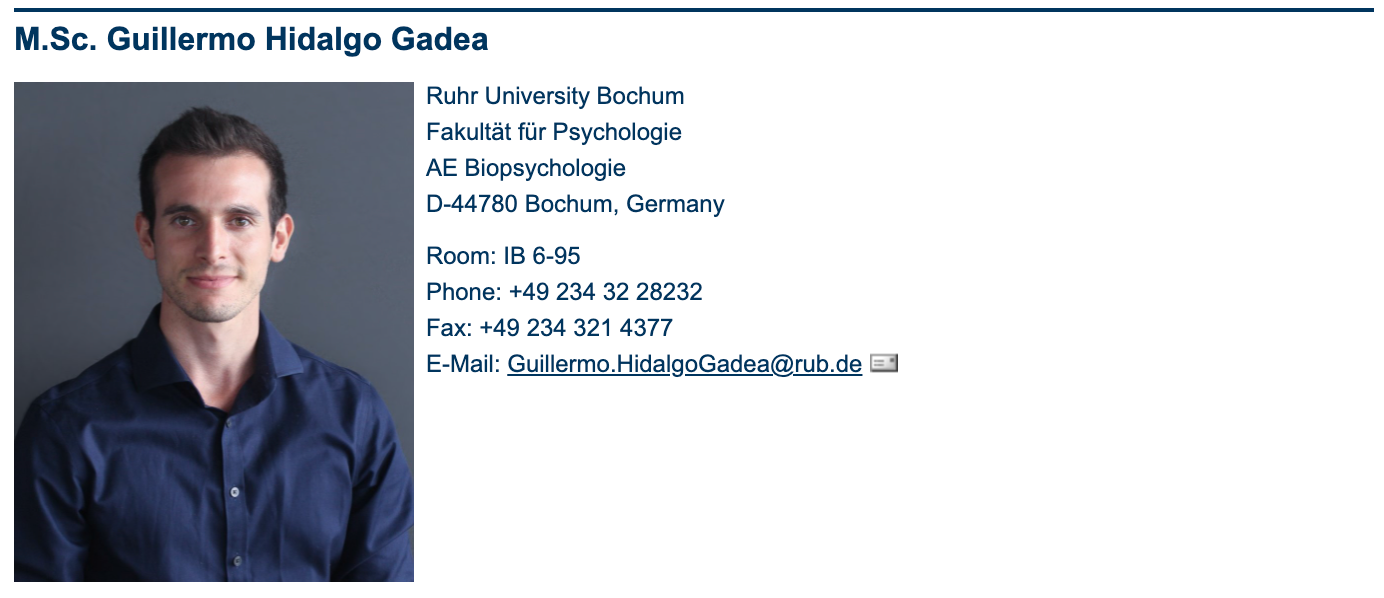 M.Sc. Guillermo Hidalgo Gadea
Ruhr University Bochum
Fakultät für Psychologie
AE Biopsychologie
D-44780 Bochum, Germany
Room: IB 6-95
Phone: +49 234 32 28232
Fax: +49 234 321 4377
E-Mail: Guillermo.HidalgoGadea@rub.de